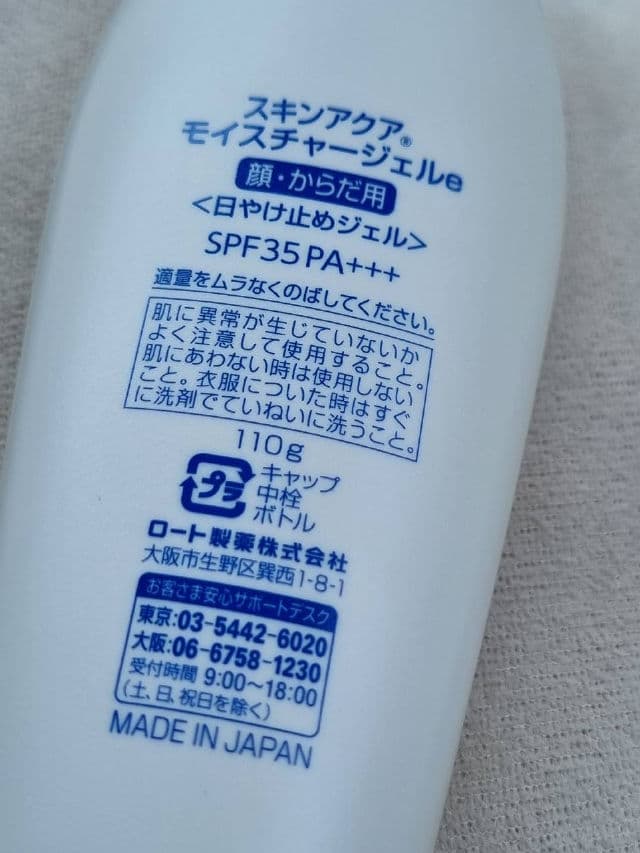 スキンアクア®
モイスチャージェルe
顔・からだ用
<日やけ止めジェル>
SPF35 PA+++
適量をムラなくのばしてください。
肌に異常が生じていないか
よく注意して使用すること。
肌にあわない時は使用しない
こと。衣服についた時はすぐ
に洗剤でていねいに洗うこと。
110g
プラ
キャップ
中栓
ボトル
ロート製薬株式会社
大阪市生野区巽西1-8-1
お客さま安心サポートデスク
東京:03-5442-6020
大阪:06-6758-1230
受付時間 9:00〜18:00
(土、日、祝日を除く)
MADE IN JAPAN